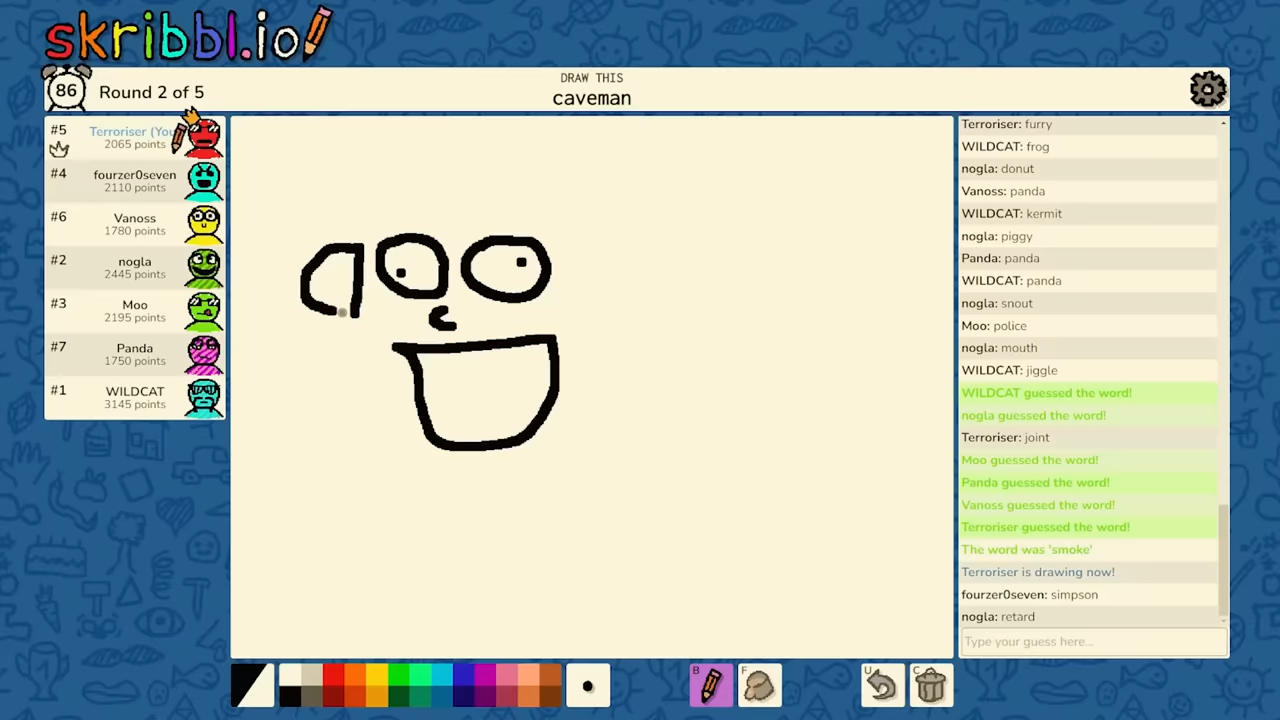 skribbl.io
86
Round 2 of 5
DRAW THIS
caveman
#5
Terroriser (You
2065 points
#4
fourzer0seven
2110 points
#6
Vanoss
1780 points
#2
nogla
2445 points
#3
Moo
2195 points
#7
Panda
1750 points
#1
WILDCAT
3145 points
Terroriser: furry
WILDCAT: frog
nogla: donut
Vanoss: panda
WILDCAT: kermit
nogla: piggy
Panda: panda
WILDCAT: panda
nogla: snout
Moo: police
nogla: mouth
WILDCAT: jiggle
WILDCAT guessed the word!
nogla guessed the word!
Terroriser: joint
Moo guessed the word!
Panda guessed the word!
Vanoss guessed the word!
Terroriser guessed the word!
The word was 'smoke'
Terroriser is drawing now!
fourzer0seven: simpson
nogla: retard
Type your guess here...
B
F
U
C